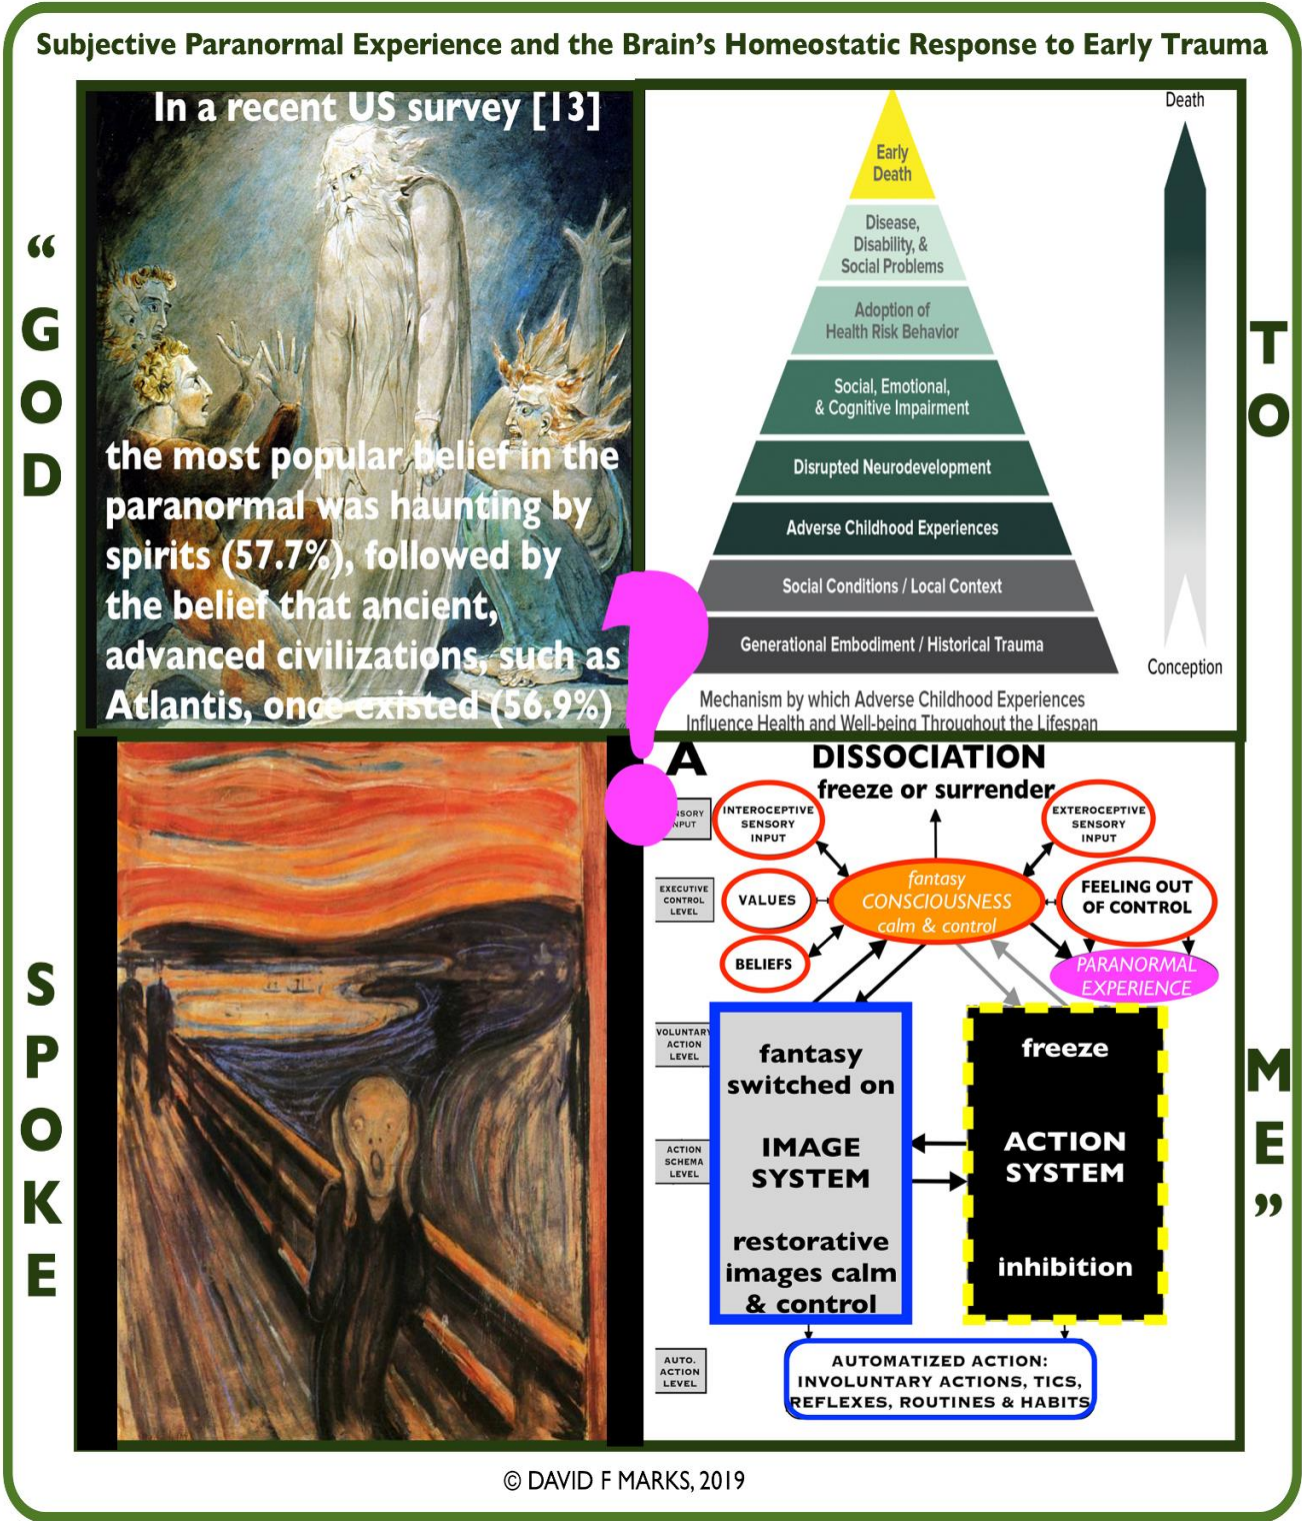 Subjective Paranormal Experience and the Brain's Homeostatic Response to Early Trauma
“GOD
TO
SPOKE
ME”
In a recent US survey [13]
the most popular belief in the
paranormal was haunting by
spirits (57.7%), followed by
the belief that ancient,
advanced civilizations, such as
Atlantis, once existed (56.9%)
?
Death
Early
Death
Disease,
Disability, &
Social Problems
Adoption of
Health Risk Behavior
Social, Emotional,
& Cognitive Impairment
Disrupted Neurodevelopment
Adverse Childhood Experiences
Social Conditions / Local Context
Generational Embodiment / Historical Trauma
Conception
Mechanism by which Adverse Childhood Experiences
Influence Health and Well-being Throughout the Lifespan
A
DISSOCIATION
freeze or surrender
INTEROCEPTIVE
SENSORY
INPUT
EXTEROCEPTIVE
SENSORY
INPUT
EXECUTIVE
CONTROL
LEVEL
VALUES
fantasy
CONSCIOUSNESS
calm & control
FEELING OUT
OF CONTROL
BELIEFS
PARANORMAL
EXPERIENCE
VOLUNTARY
ACTION
LEVEL
fantasy
switched on
IMAGE
SYSTEM
restorative
images calm
& control
freeze
ACTION
SYSTEM
inhibition
ACTION
SCHEMA
LEVEL
AUTO.
ACTION
LEVEL
AUTOMATIZED ACTION:
INVOLUNTARY ACTIONS, TICS,
REFLEXES, ROUTINES & HABITS
© DAVID F MARKS, 2019